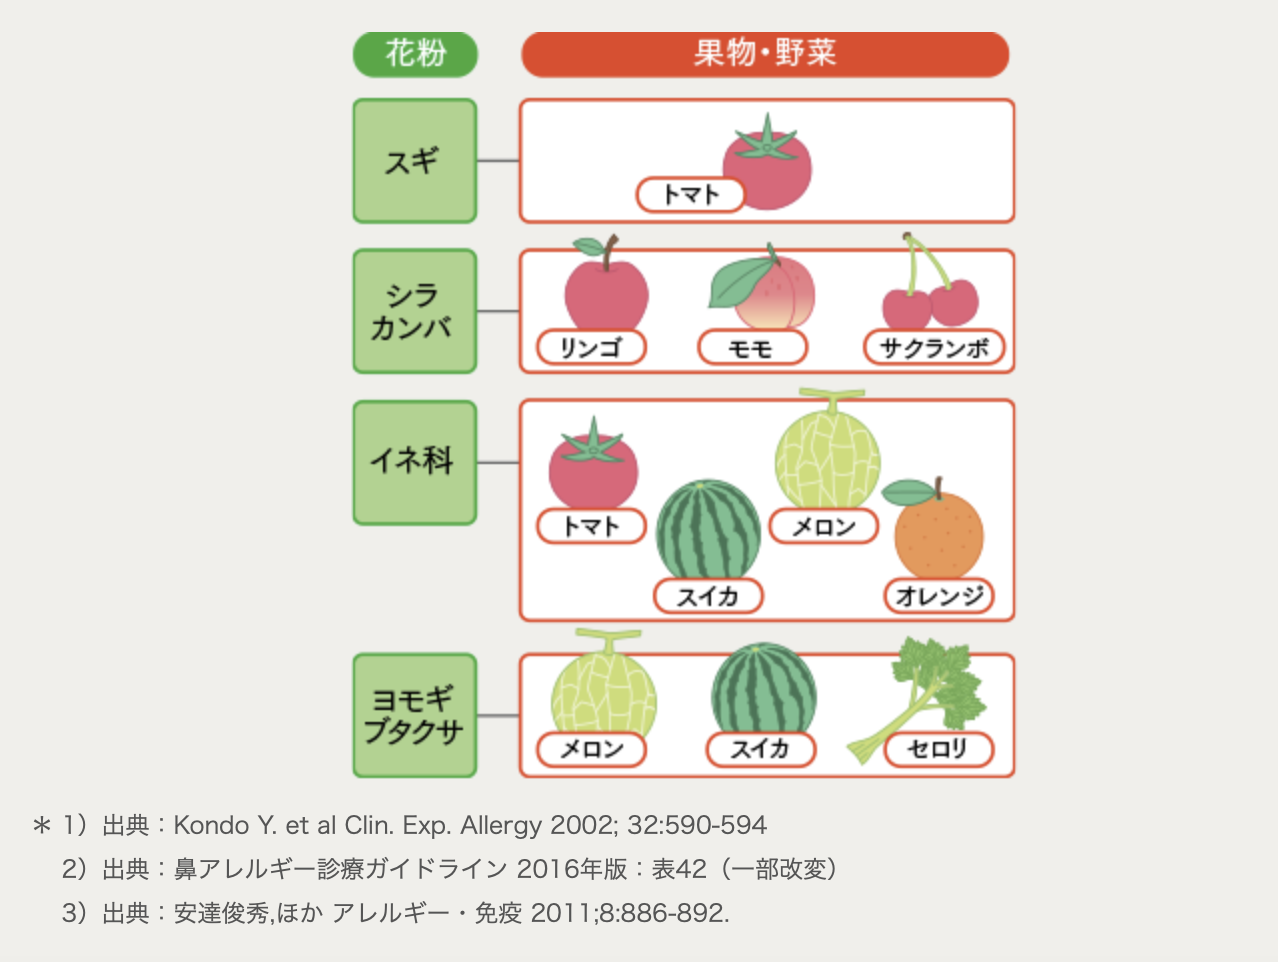 花粉
果物・野菜
スギ
トマト
シラ
カンバ
リンゴ
モモ
サクランボ
イネ科
トマト
メロン
スイカ
オレンジ
ヨモギ
ブタクサ
メロン
スイカ
セロリ
＊ 1）出典：Kondo Y. et al Clin. Exp. Allergy 2002; 32:590-594
2）出典：鼻アレルギー診療ガイドライン 2016年版：表42（一部改変）
3）出典：安達俊秀,ほか アレルギー・免疫 2011;8:886-892.